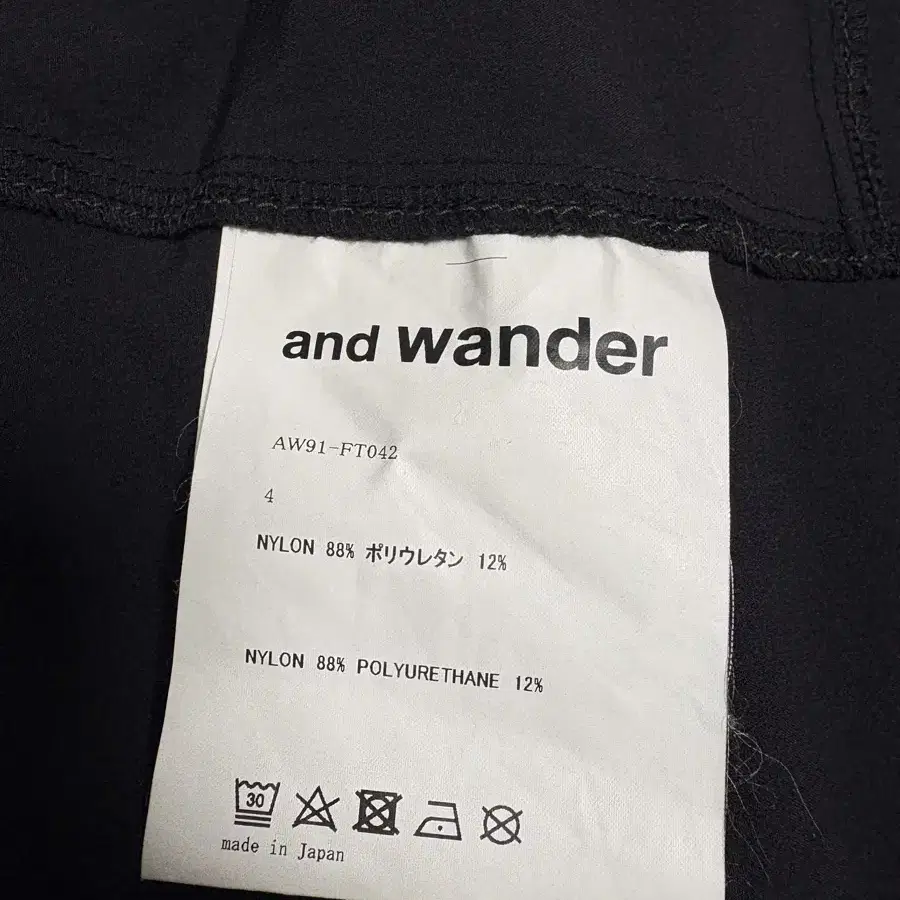 and wander
AW91-FT042
4
NYLON 88% ポリウレタン 12%
NYLON 88% POLYURETHANE 12%
30
made in Japan